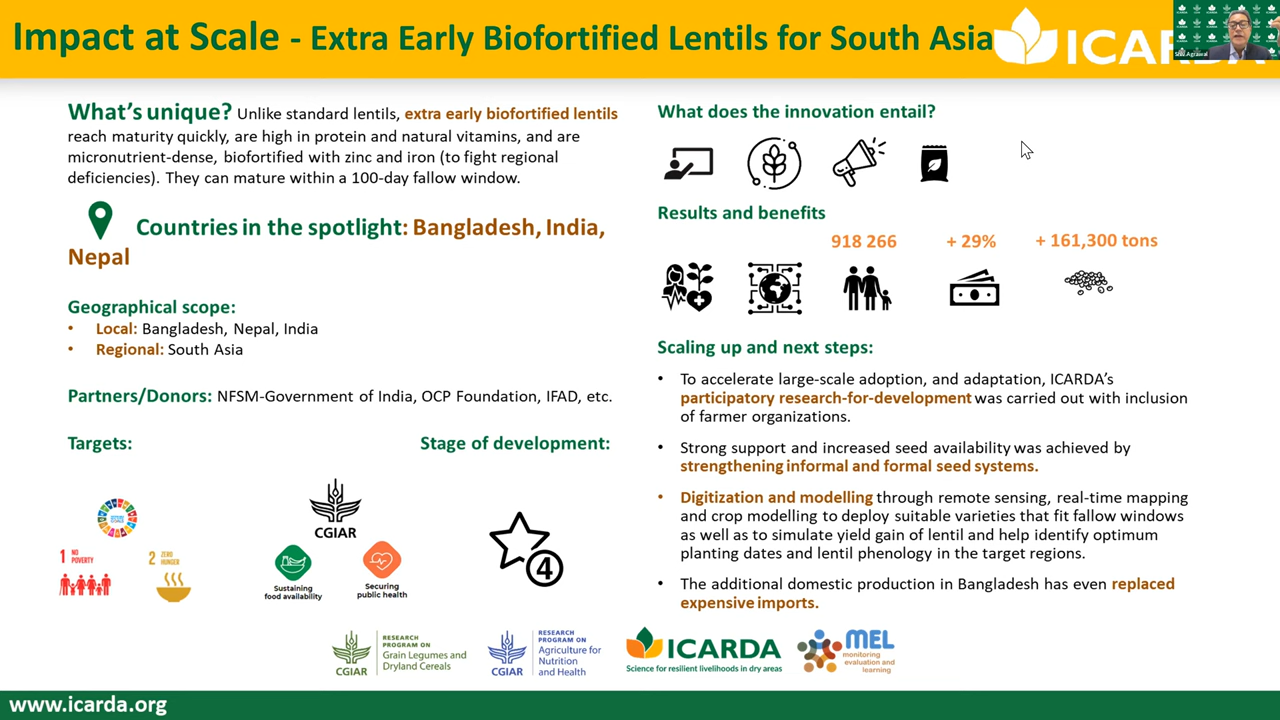 Impact at Scale - Extra Early Biofortified Lentils for South Asia
ICARDA
Shiv Agrawal
What's unique? Unlike standard lentils, extra early biofortified lentils
reach maturity quickly, are high in protein and natural vitamins, and are
micronutrient-dense, biofortified with zinc and iron (to fight regional
deficiencies). They can mature within a 100-day fallow window.
Countries in the spotlight: Bangladesh, India,
Nepal
Geographical scope:
• Local: Bangladesh, Nepal, India
• Regional: South Asia
Partners/Donors: NFSM-Government of India, OCP Foundation, IFAD, etc.
Targets:
Stage of development:
1 NO
POVERTY
2 ZERO
HUNGER
CGIAR
Sustaining
food availability
Securing
public health
4
What does the innovation entail?
Results and benefits
918 266
+ 29%
+ 161,300 tons
Scaling up and next steps:
• To accelerate large-scale adoption, and adaptation, ICARDA's
participatory research-for-development was carried out with inclusion
of farmer organizations.
• Strong support and increased seed availability was achieved by
strengthening informal and formal seed systems.
• Digitization and modelling through remote sensing, real-time mapping
and crop modelling to deploy suitable varieties that fit fallow windows
as well as to simulate yield gain of lentil and help identify optimum
planting dates and lentil phenology in the target regions.
• The additional domestic production in Bangladesh has even replaced
expensive imports.
CGIAR
RESEARCH
PROGRAM ON
Grain Legumes and
Dryland Cereals
CGIAR
RESEARCH
PROGRAM ON
Agriculture for
Nutrition
and Health
ICARDA
Science for resilient livelihoods in dry areas
MEL
monitoring
evaluation and
learning
www.icarda.org